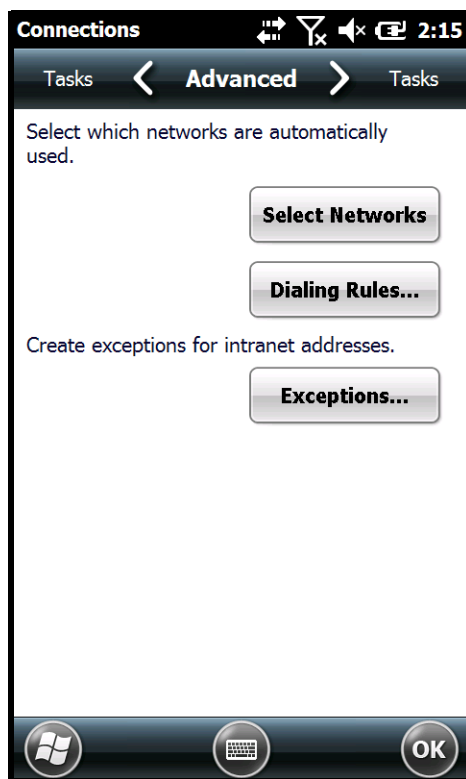 Connections 2:15
Tasks Advanced Tasks
Select which networks are automatically
used.
Select Networks
Dialing Rules...
Create exceptions for intranet addresses.
Exceptions...
OK